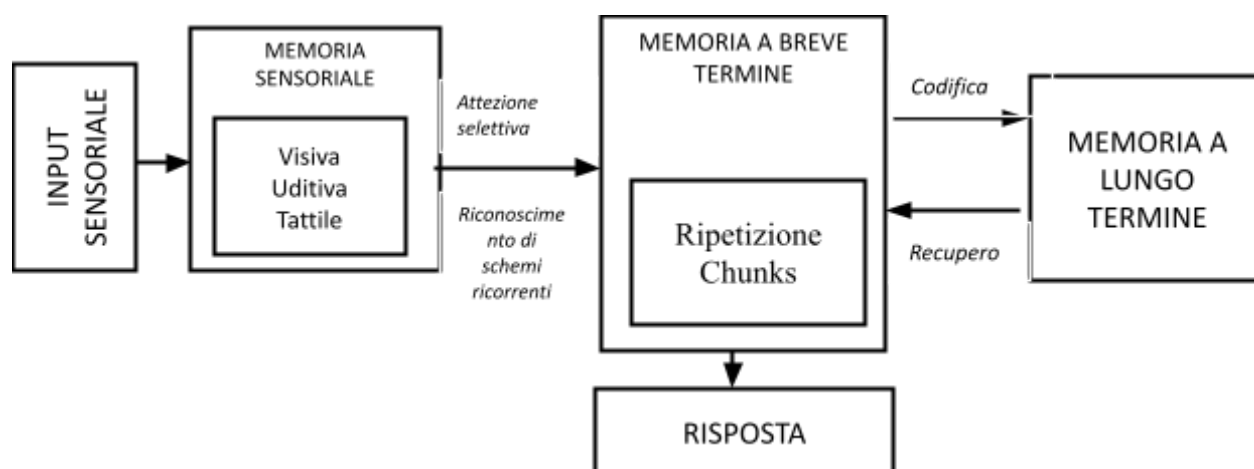 INPUT
SENSORIALE
MEMORIA
SENSORIALE
Visiva
Uditiva
Tattile
Attezione
selettiva
Riconoscime
nto di
schemi
ricorrenti
MEMORIA A BREVE
TERMINE
Ripetizione
Chunks
Codifica
Recupero
MEMORIA A
LUNGO
TERMINE
RISPOSTA